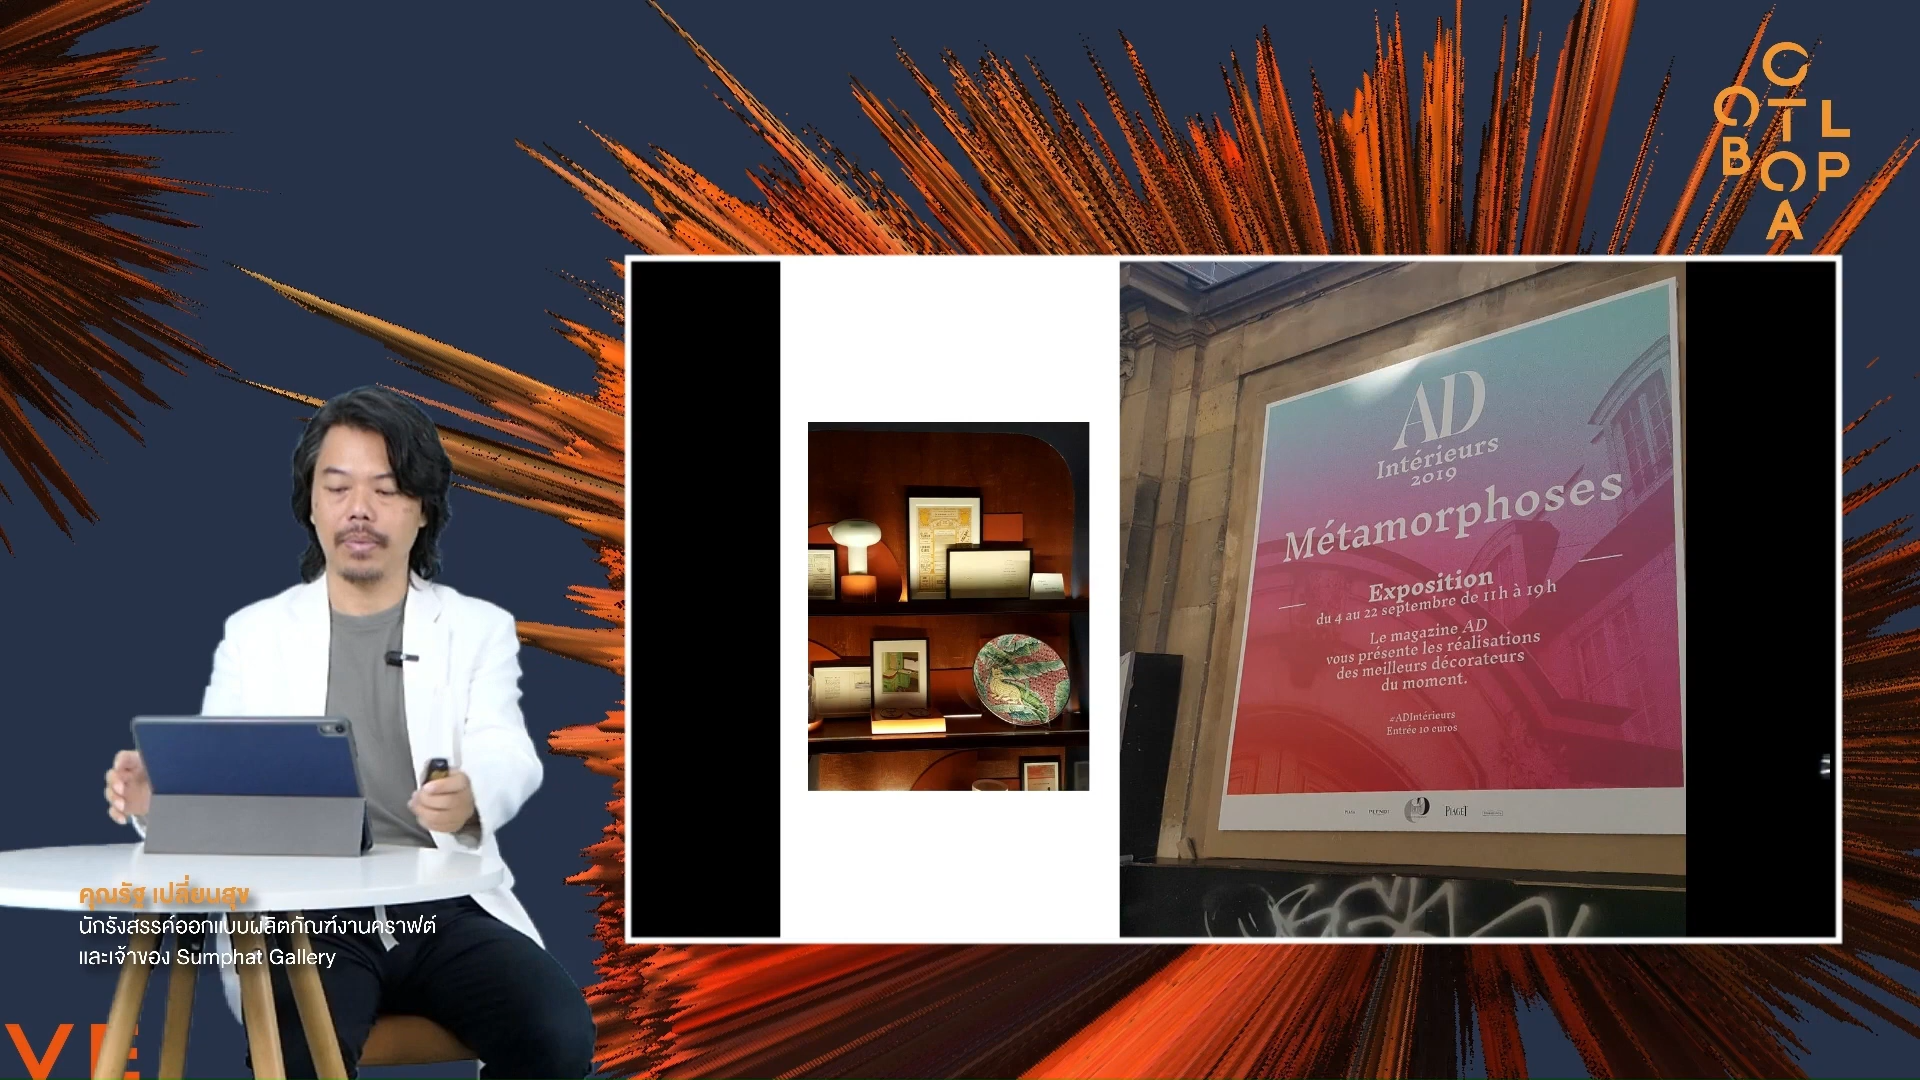 C
O T L
B O P
A
AD
Intérieurs
2019
Métamorphoses
Exposition
du 4 au 22 septembre de 11h à 19h
Le magazine AD
vous présente les réalisations
des meilleurs décorateurs
du moment.
#ADIntérieurs
Entrée 10 euros
PIAGET
คุณรัฐ เปลี่ยนสุข
นักรังสรรค์ออกแบบผลิตภัณฑ์งานคราฟต์
และเจ้าของ Sumphat Gallery
VE